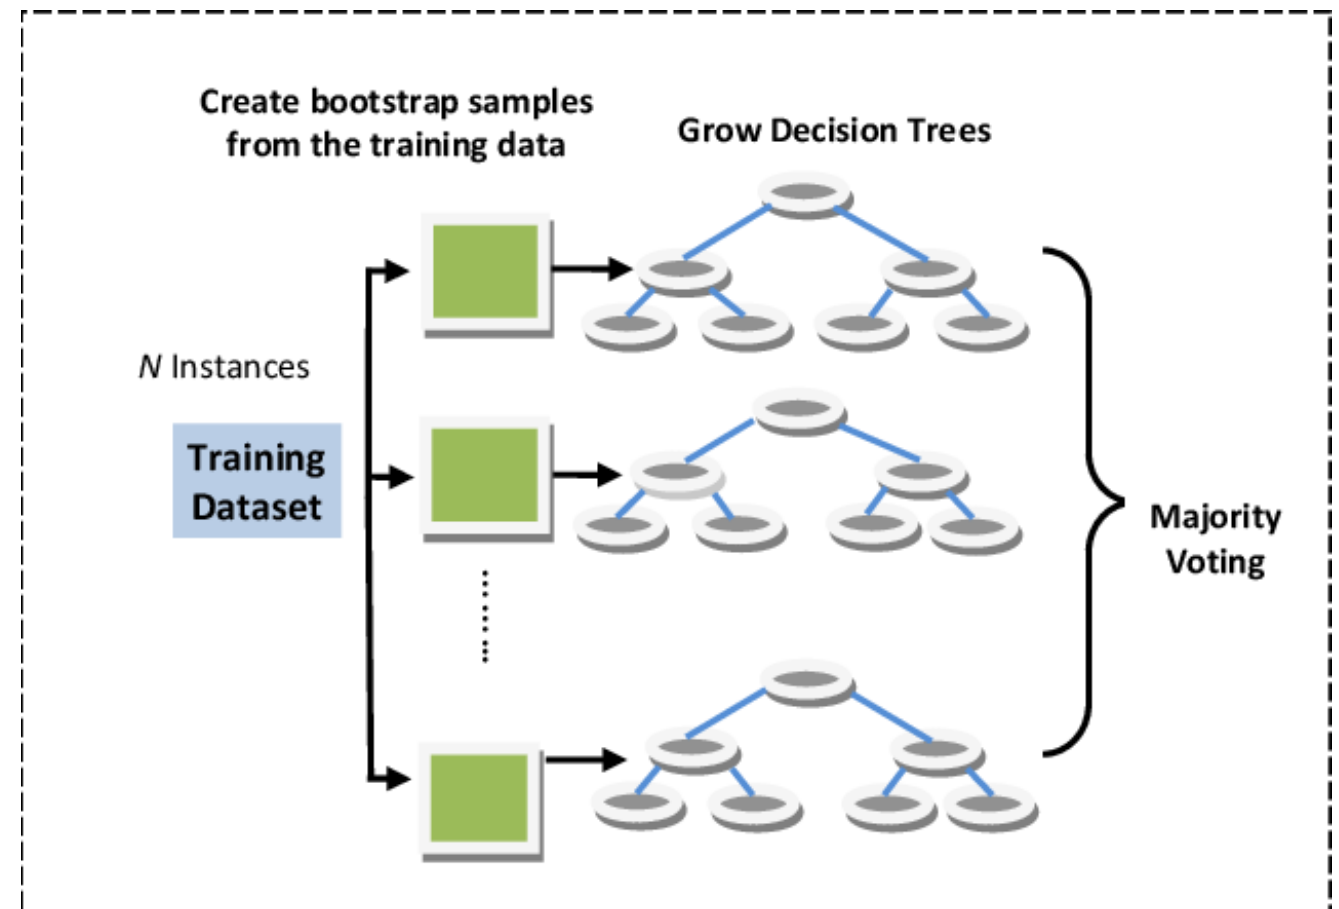 Create bootstrap samples
from the training data
Grow Decision Trees
N Instances
Training
Dataset
Majority
Voting